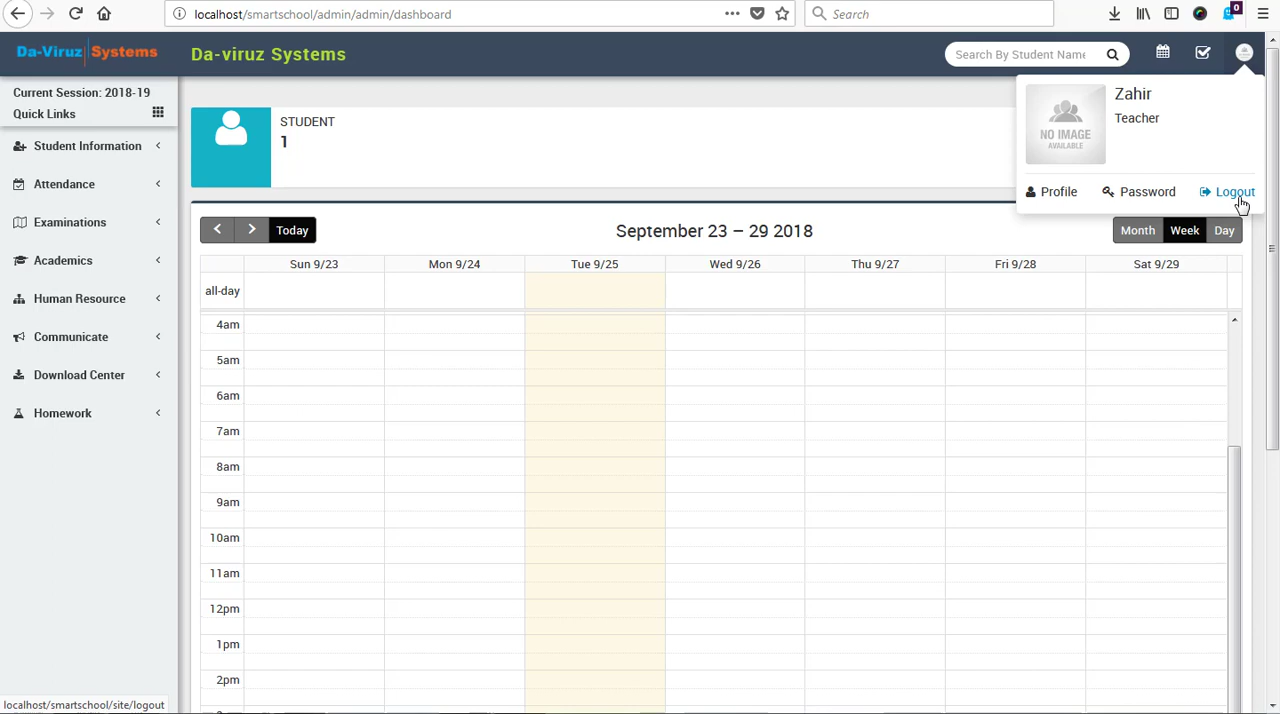 localhost/smartschool/admin/admin/dashboard
Search
0
Da-Viruz Systems
Da-viruz Systems
Search By Student Name
Current Session: 2018-19
Quick Links
Student Information
Attendance
Examinations
Academics
Human Resource
Communicate
Download Center
Homework
STUDENT
1
Zahir
Teacher
NO IMAGE
AVAILABLE
Profile Password Logout
Today
September 23 – 29 2018
Month Week Day
Sun 9/23 Mon 9/24 Tue 9/25 Wed 9/26 Thu 9/27 Fri 9/28 Sat 9/29
all-day
4am
5am
6am
7am
8am
9am
10am
11am
12pm
1pm
2pm
localhost/smartschool/site/logout